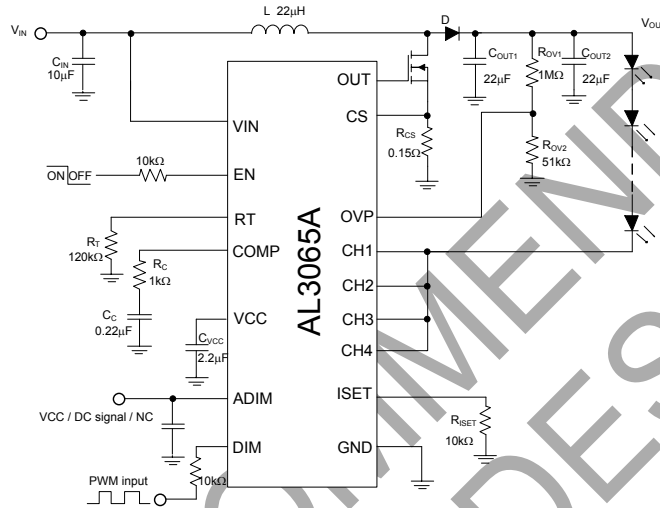 VIN
L 22μH
D
VOU
CIN
10μF
COUT1
22μF
ROV1
1MΩ
COUT2
22μF
OUT
CS
RCS
0.15Ω
ROV2
51kΩ
VIN
ON OFF
10kΩ
EN
RT
OVP
RT
120kΩ
COMP
CH1
RC
1kΩ
CH2
CC
0.22μF
VCC
CH3
CVCC
2.2μF
CH4
AL3065A
ADIM
ISET
VCC / DC signal / NC
RISET
10kΩ
DIM
GND
PWM input
10kΩ
OMMEND
DES